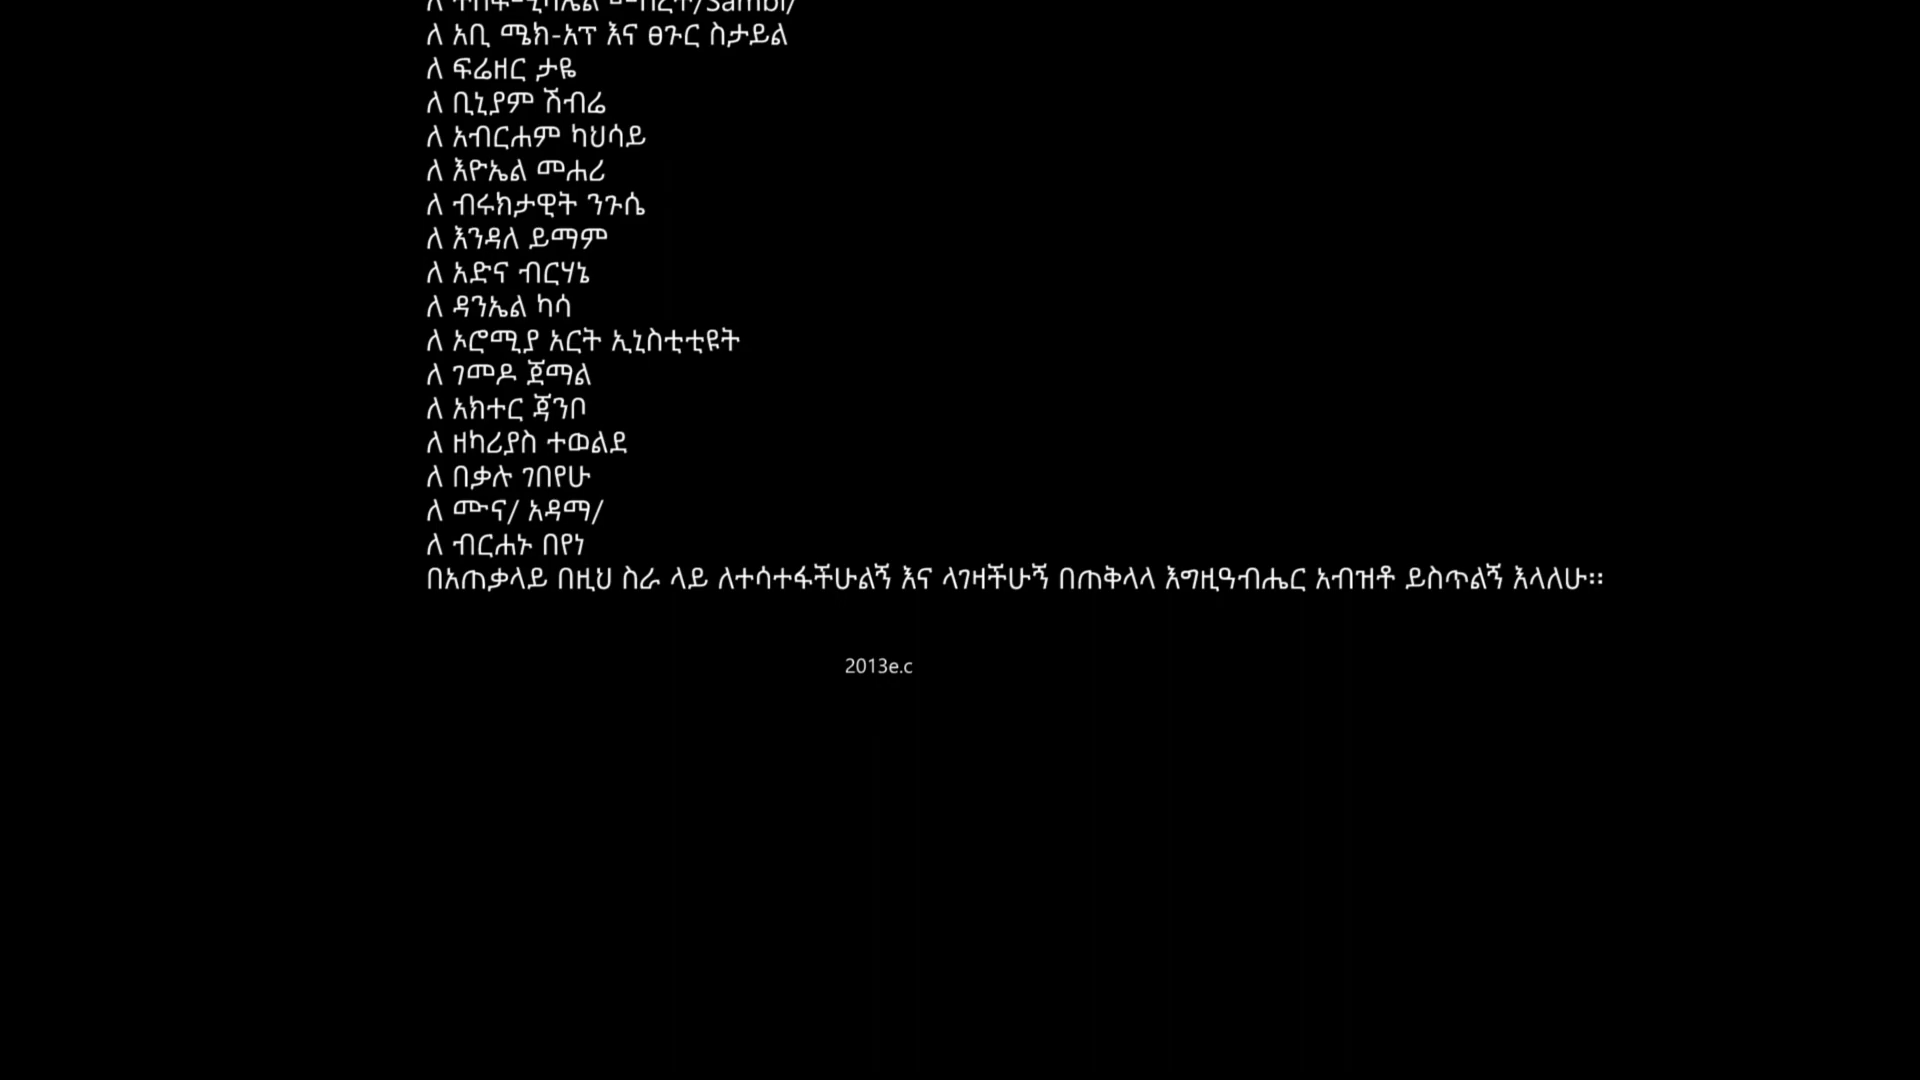 /Sambi/
ለ አቢ ሜክ-አፕ እና ፀጉር ስታይል
ለ ፍሬዘር ታዬ
ለ ቢኒያም ሽብሬ
ለ አብርሐም ካህሳይ
ለ እዮኤል መሐሪ
ለ ብሩክታዊት ንጉሴ
ለ እንዳለ ይማም
ለ አድና ብርሃኔ
ለ ዳንኤል ካሳ
ለ ኦሮሚያ አርት ኢኒስቲቲዩት
ለ ገመዶ ጀማል
ለ አክተር ጃንቦ
ለ ዘካሪያስ ተወልደ
ለ በቃሉ ገበየሁ
ለ ሙና/ አዳማ/
ለ ብርሐኑ በየነ
በአጠቃላይ በዚህ ስራ ላይ ለተሳተፋችሁልኝ እና ላገዛችሁኝ በጠቅላላ እግዚዓብሔር አብዝቶ ይስጥልኝ እላለሁ፡፡
2013e.c